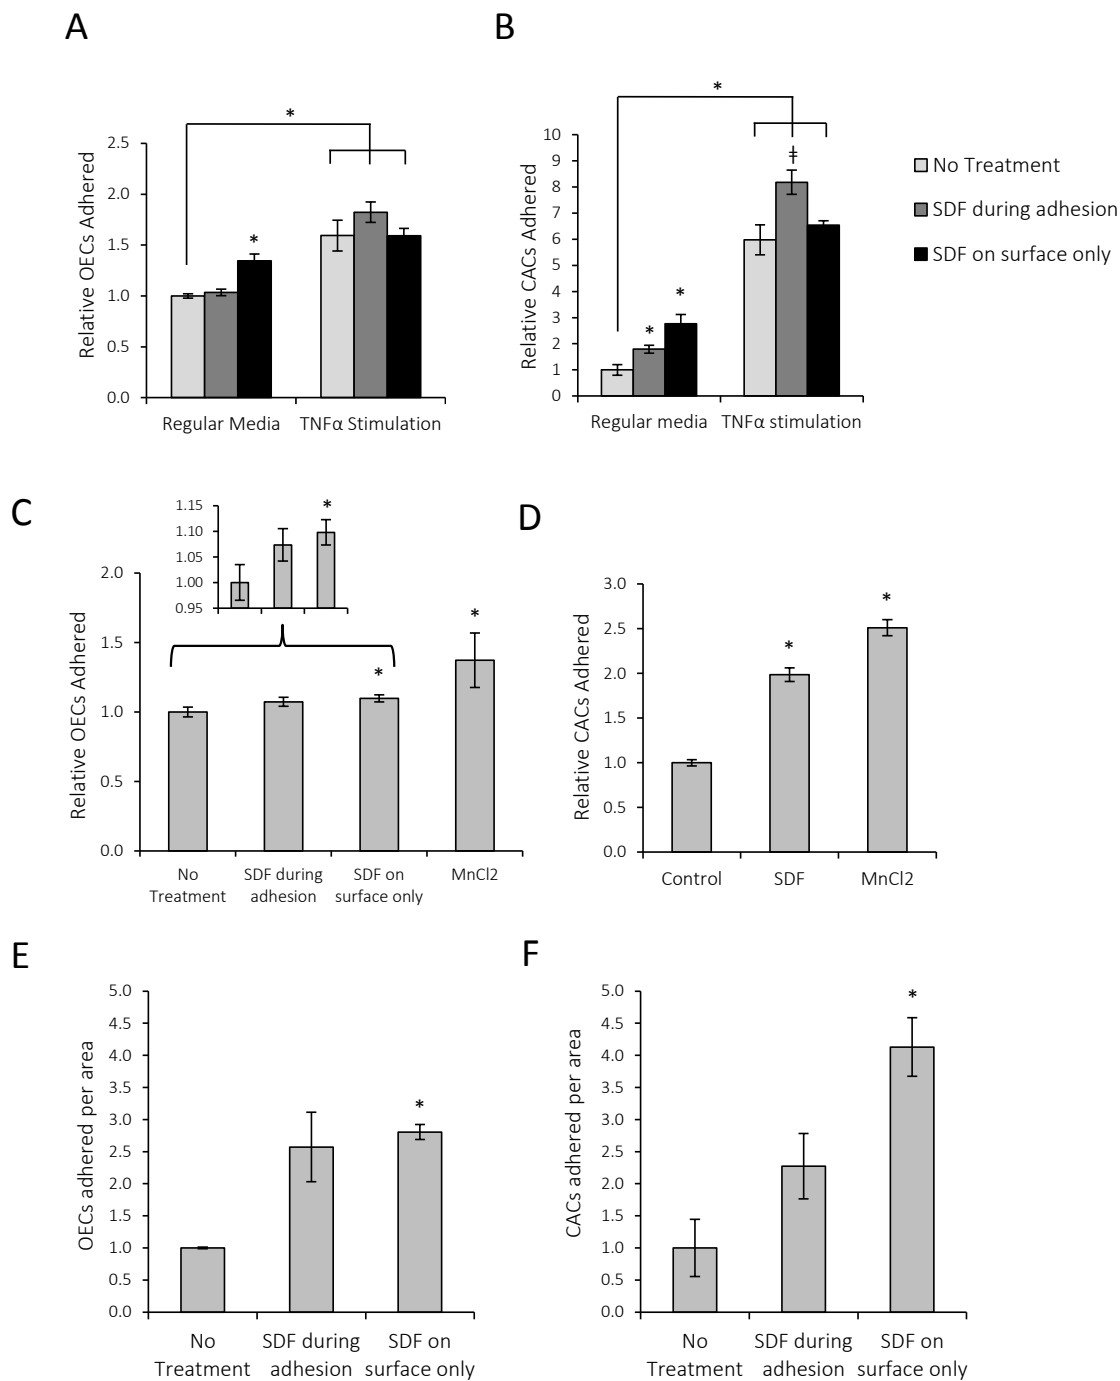 A
B
*
Relative OECs Adhered
2.5
2.0
1.5
1.0
0.5
0.0
*
Regular Media
TNFα Stimulation
*
Relative CACs Adhered
10
9
8
7
6
5
4
3
2
1
0
*
*
‡
Regular media
TNFα stimulation
No Treatment
SDF during adhesion
SDF on surface only
C
D
1.15
1.10
1.05
1.00
0.95
*
Relative OECs Adhered
2.0
1.5
1.0
0.5
0.0
*
*
No
Treatment
SDF during
adhesion
SDF on
surface only
MnCl2
Relative CACs Adhered
3.0
2.5
2.0
1.5
1.0
0.5
0.0
*
*
Control
SDF
MnCl2
E
F
OECs adhered per area
5.0
4.5
4.0
3.5
3.0
2.5
2.0
1.5
1.0
0.5
0.0
*
No
Treatment
SDF during
adhesion
SDF on
surface only
CACs adhered per area
5.0
4.5
4.0
3.5
3.0
2.5
2.0
1.5
1.0
0.5
0.0
*
No
Treatment
SDF during
adhesion
SDF on
surface only